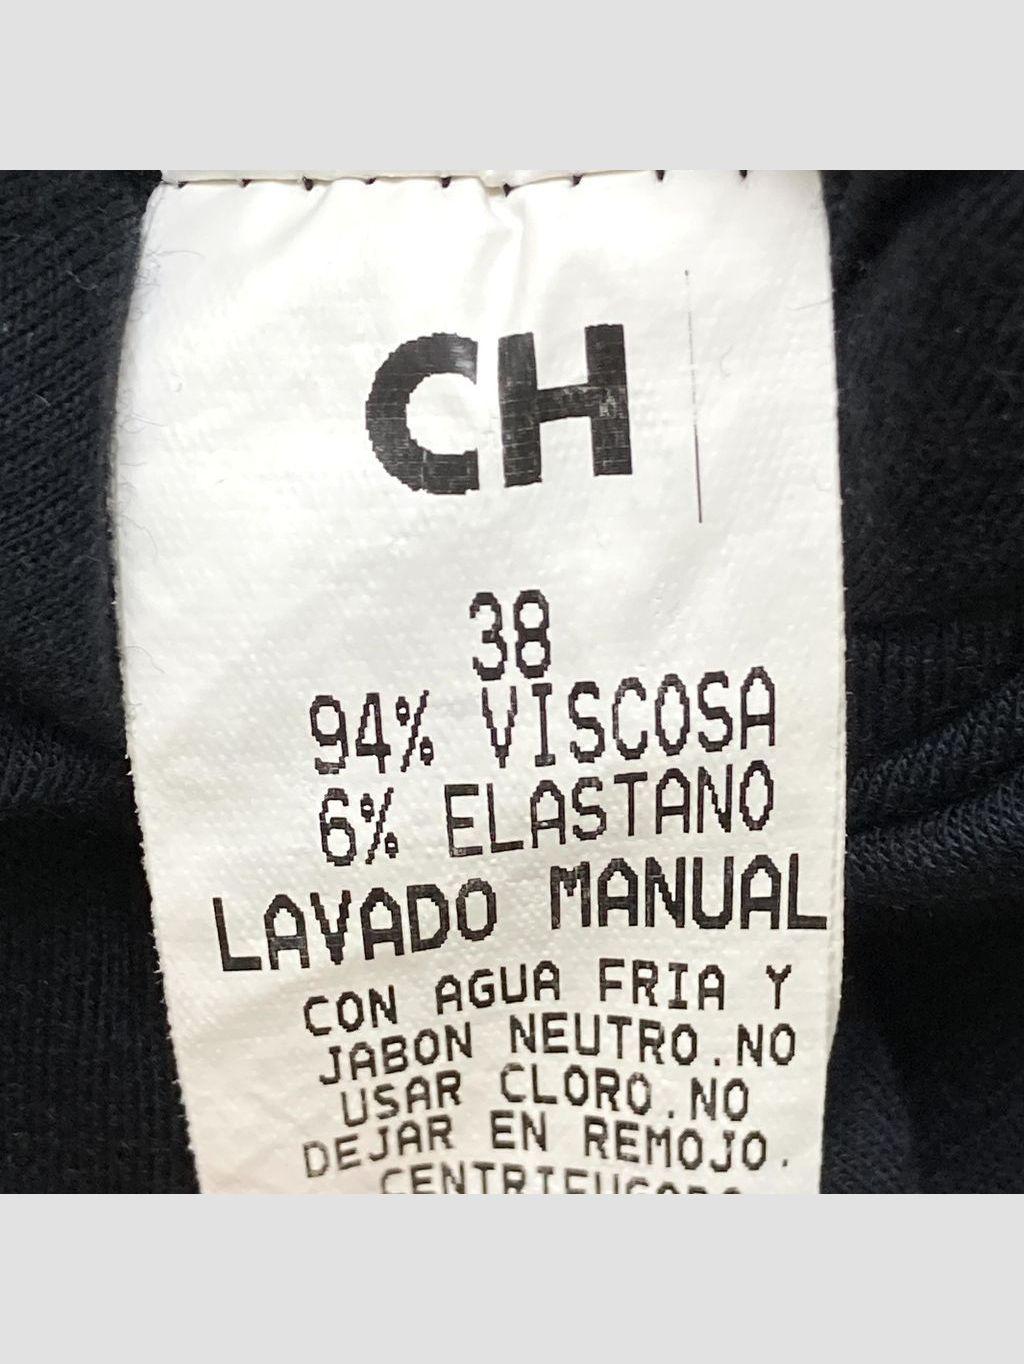 CH
38
94% VISCOSA
6% ELASTANO
LAVADO MANUAL
CON AGUA FRIA Y
JABON NEUTRO.NO
USAR CLORO.NO
DEJAR EN REMOJO.
CENTRIFUGADO